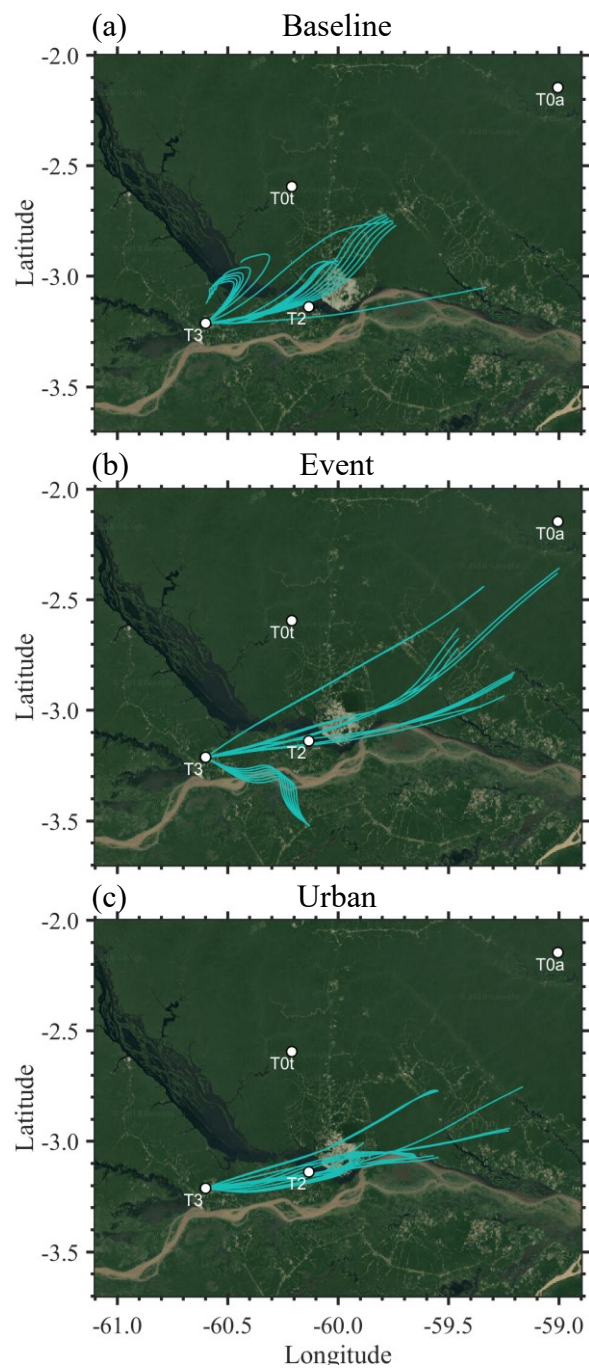 (a) Baseline
-2.0
T0a
-2.5
T0t
Latitude
-3.0
T2
T3
-3.5
(b) Event
-2.0
T0a
-2.5
T0t
Latitude
-3.0
T2
T3
-3.5
(c) Urban
-2.0
T0a
-2.5
T0t
Latitude
-3.0
T2
T3
-3.5
-61.0 -60.5 -60.0 -59.5 -59.0
Longitude